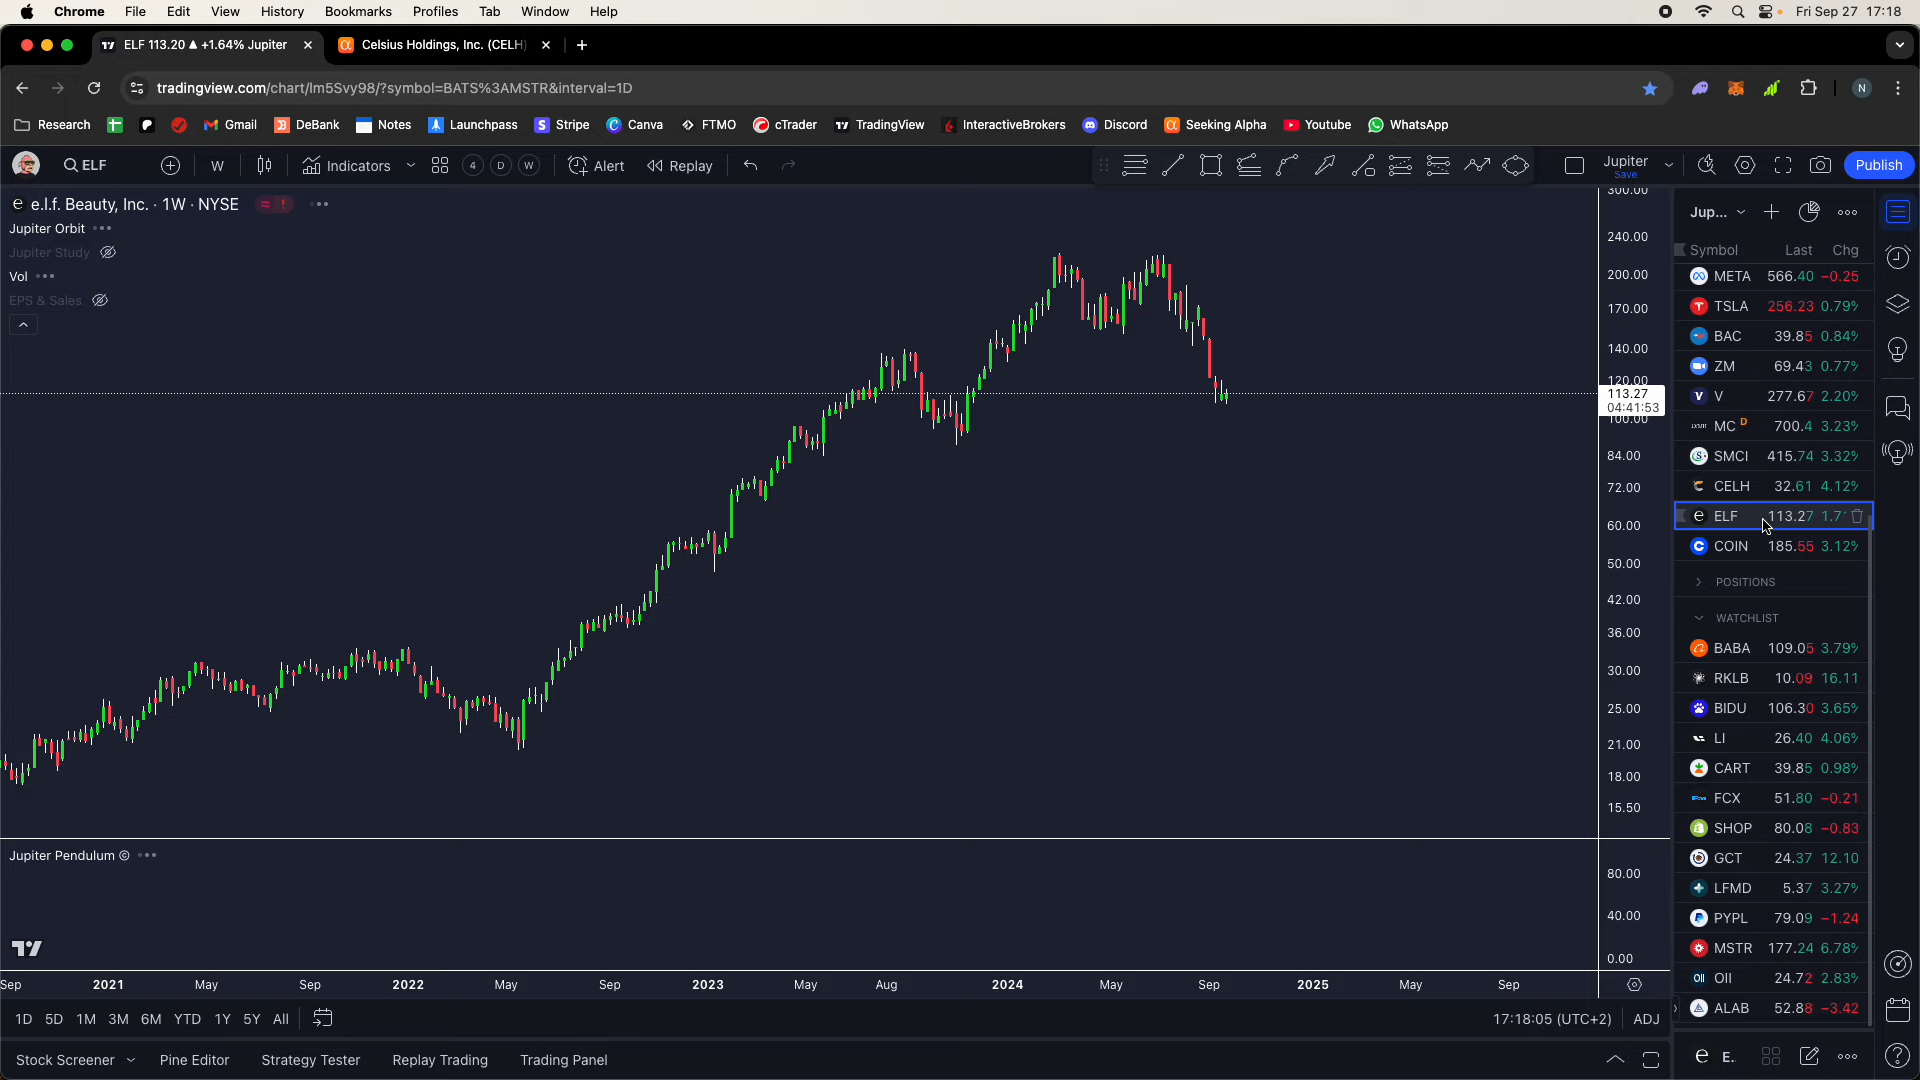 Chrome File Edit View History Bookmarks Profiles Tab Window Help Fri Sep 27 17:18
ELF 113.20 ▲ +1.64% Jupiter Celsius Holdings, Inc. (CELH)
tradingview.com/chart/Im5Svy98/?symbol=BATS%3AMSTR&interval=1D N
Research Gmail DeBank Notes Launchpass Stripe Canva FTMO cTrader TradingView InteractiveBrokers Discord Seeking Alpha Youtube WhatsApp
ELF W Indicators 4 D W Alert Replay Jupiter Save Publish
e.l.f. Beauty, Inc. · 1W · NYSE
Jupiter Orbit
Jupiter Study
Vol
EPS & Sales
300.00
240.00
200.00
170.00
140.00
120.00
113.27
04:41:53
100.00
84.00
72.00
60.00
50.00
42.00
36.00
30.00
25.00
21.00
18.00
15.50
Jupiter Pendulum
80.00
40.00
0.00
Sep 2021 May Sep 2022 May Sep 2023 May Aug 2024 May Sep 2025 May Sep
1D 5D 1M 3M 6M YTD 1Y 5Y All 17:18:05 (UTC+2) ADJ
Stock Screener Pine Editor Strategy Tester Replay Trading Trading Panel
Jup...
Symbol Last Chg
META 566.40 −0.25
TSLA 256.23 0.79%
BAC 39.85 0.84%
ZM 69.43 0.77%
V 277.67 2.20%
MC D 700.4 3.23%
SMCI 415.74 3.32%
CELH 32.61 4.12%
ELF 113.27 1.7
COIN 185.55 3.12%
POSITIONS
WATCHLIST
BABA 109.05 3.79%
RKLB 10.09 16.11
BIDU 106.30 3.65%
LI 26.40 4.06%
CART 39.85 0.98%
FCX 51.80 −0.21
SHOP 80.08 −0.83
GCT 24.37 12.10
LFMD 5.37 3.27%
PYPL 79.09 −1.24
MSTR 177.24 6.78%
OII 24.72 2.83%
ALAB 52.88 −3.42
E.